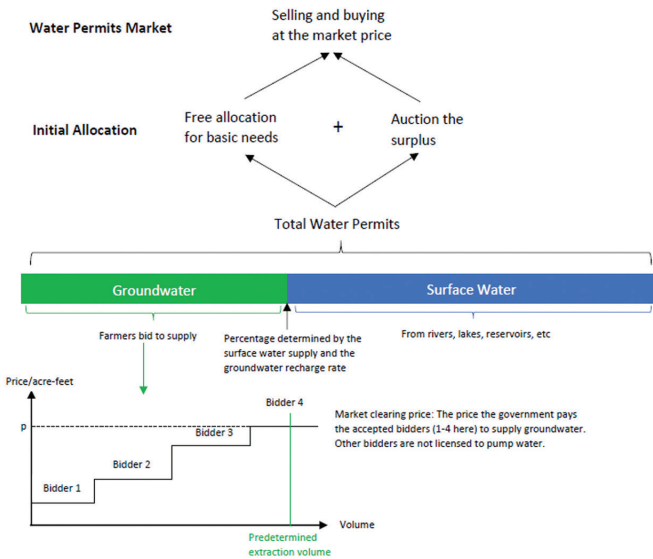 Water Permits Market
Selling and buying
at the market price
Initial Allocation
Free allocation
for basic needs
+
Auction the
surplus
Total Water Permits
Groundwater
Surface Water
Farmers bid to supply
Percentage determined by the
surface water supply and the
groundwater recharge rate
From rivers, lakes, reservoirs, etc
Price/acre-feet
p
Bidder 1
Bidder 2
Bidder 3
Bidder 4
Market clearing price: The price the government pays
the accepted bidders (1-4 here) to supply groundwater.
Other bidders are not licensed to pump water.
Volume
Predetermined
extraction volume